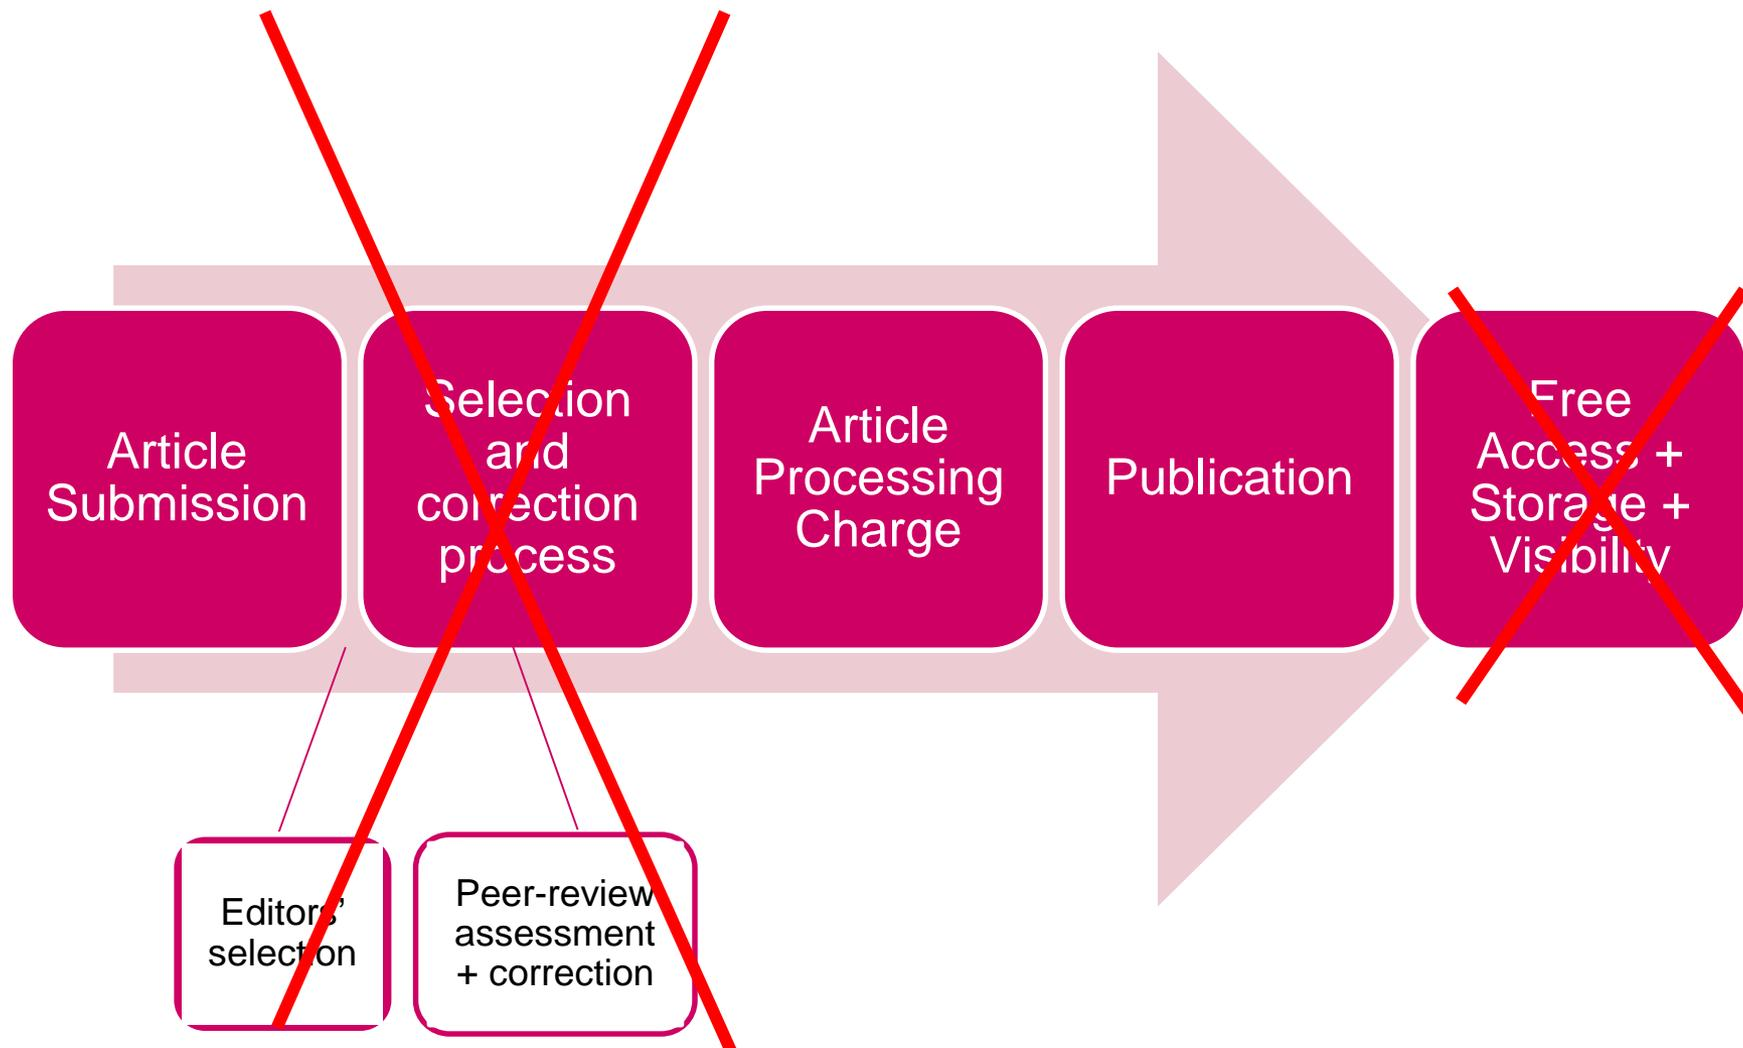 Article
Submission
Selection
and
correction
process
Article
Processing
Charge
Publication
Free
Access +
Storage +
Visibility
Editors’
selection
Peer-review
assessment
+ correction